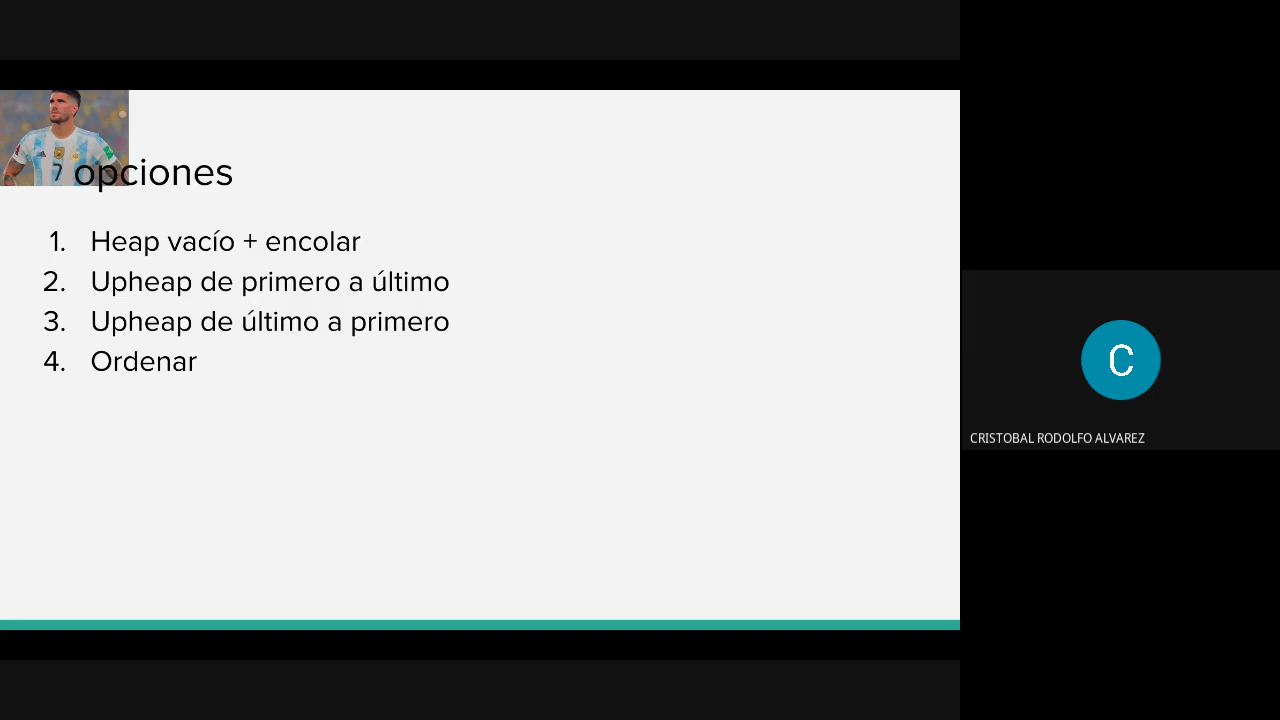 7 opciones
1. Heap vacío + encolar
2. Upheap de primero a último
3. Upheap de último a primero
4. Ordenar
C
CRISTOBAL RODOLFO ALVAREZ